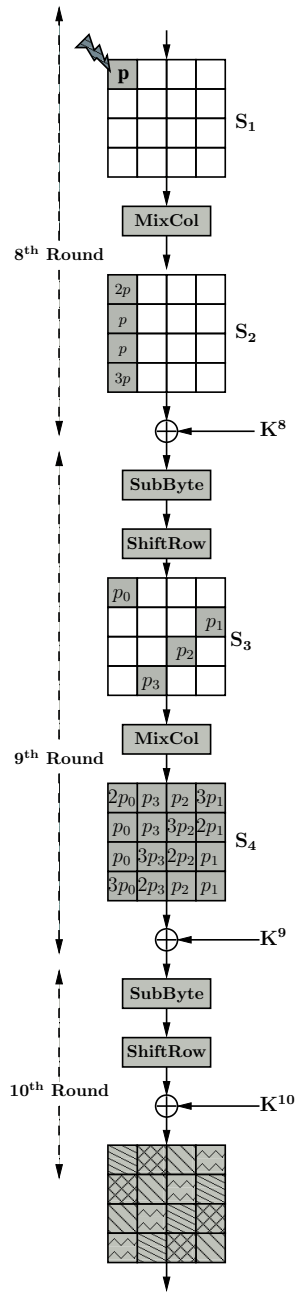 p
S₁
MixCol
8ᵗʰ Round
2p
p
p
3p
S₂
K⁸
SubByte
ShiftRow
p₀
p₁
p₂
p₃
S₃
MixCol
9ᵗʰ Round
2p₀ p₃ p₂ 3p₁
p₀ p₃ 3p₂ 2p₁
p₀ 3p₃ 2p₂ p₁
3p₀ 2p₃ p₂ p₁
S₄
K⁹
SubByte
ShiftRow
10ᵗʰ Round
K¹⁰